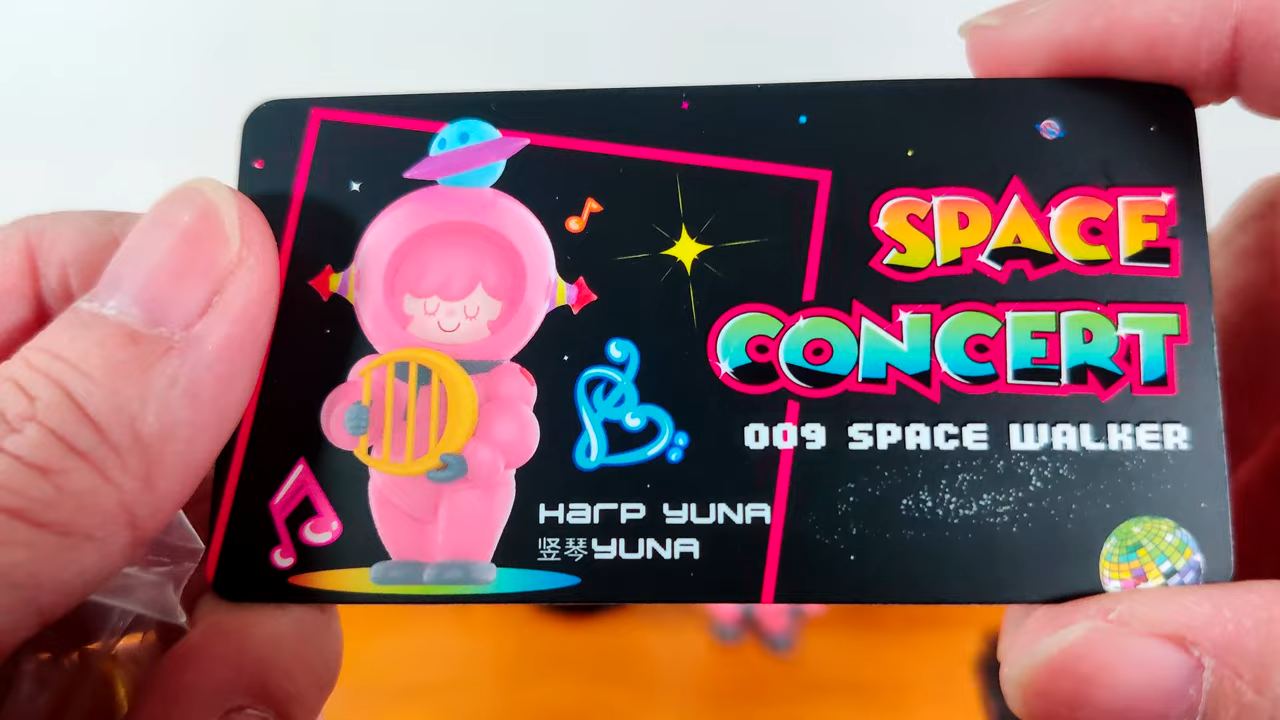 SPACE
CONCERT
009 SPACE WALKER
HArP YUNA
竖琴YUNA